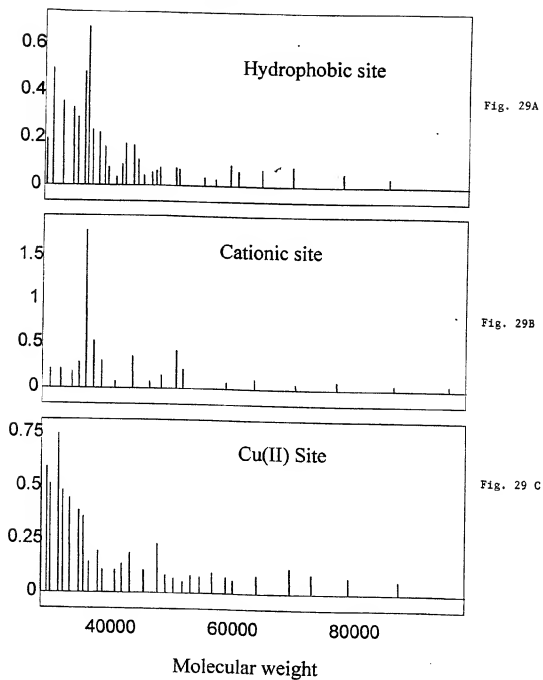 0.6
0.4
0.2
0
Hydrophobic site
Fig. 29A
1.5
1
0.5
0
Cationic site
Fig. 29B
0.75
0.5
0.25
0
Cu(II) Site
Fig. 29 C
40000 60000 80000
Molecular weight